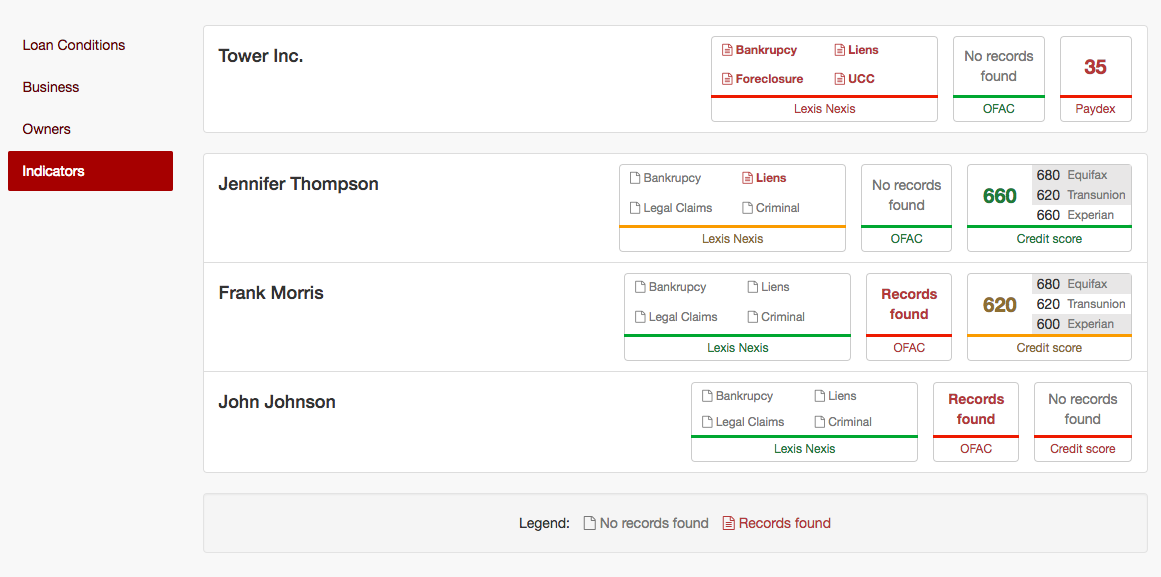 Loan Conditions
Business
Owners
Indicators
Tower Inc.
Bankrupcy Liens
Foreclosure UCC
Lexis Nexis
No records
found
OFAC
35
Paydex
Jennifer Thompson
Bankrupcy Liens
Legal Claims Criminal
Lexis Nexis
No records
found
OFAC
660
680 Equifax
620 Transunion
660 Experian
Credit score
Frank Morris
Bankrupcy Liens
Legal Claims Criminal
Lexis Nexis
Records
found
OFAC
620
680 Equifax
620 Transunion
600 Experian
Credit score
John Johnson
Bankrupcy Liens
Legal Claims Criminal
Lexis Nexis
Records
found
OFAC
No records
found
Credit score
Legend: No records found Records found